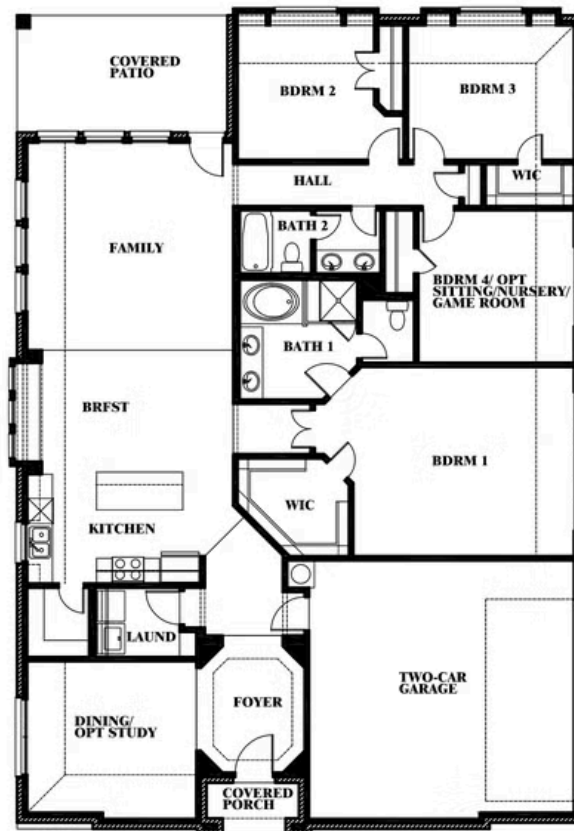 COVERED
PATIO
BDRM 2
BDRM 3
HALL
WIC
BATH 2
FAMILY
BDRM 4/ OPT
SITTING/NURSERY/
GAME ROOM
BATH 1
BRFST
BDRM 1
WIC
KITCHEN
LAUND
TWO-CAR
GARAGE
FOYER
DINING/
OPT STUDY
COVERED
PORCH